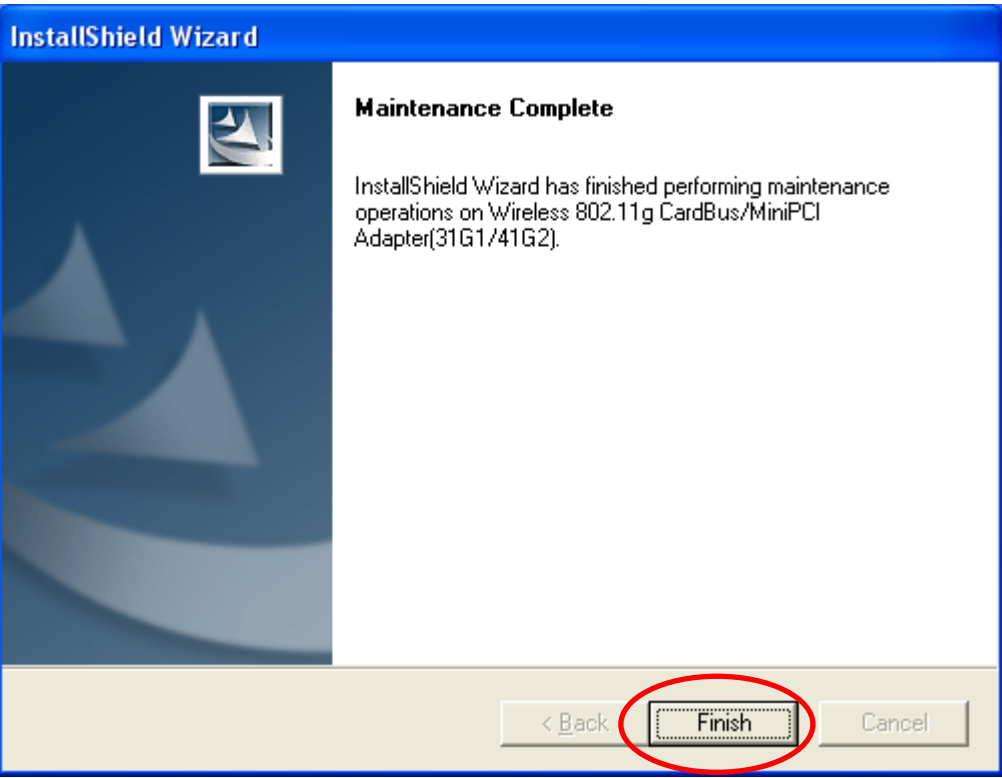 InstallShield Wizard
Maintenance Complete
InstallShield Wizard has finished performing maintenance
operations on Wireless 802.11g CardBus/MiniPCI
Adapter(31G1/41G2).
< Back
Finish
Cancel